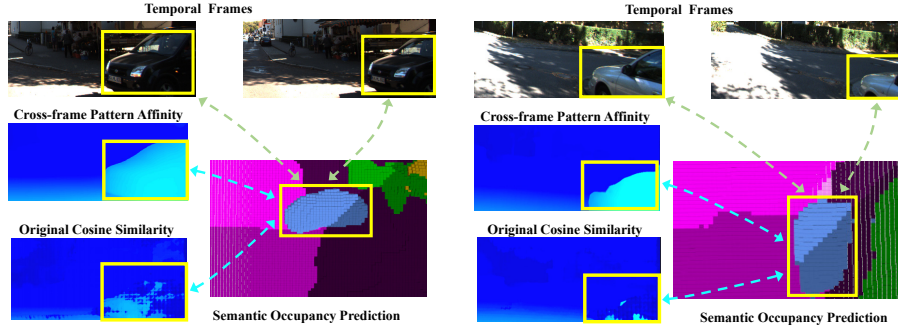 Temporal Frames
Cross-frame Pattern Affinity
Original Cosine Similarity
Semantic Occupancy Prediction
Temporal Frames
Cross-frame Pattern Affinity
Original Cosine Similarity
Semantic Occupancy Prediction